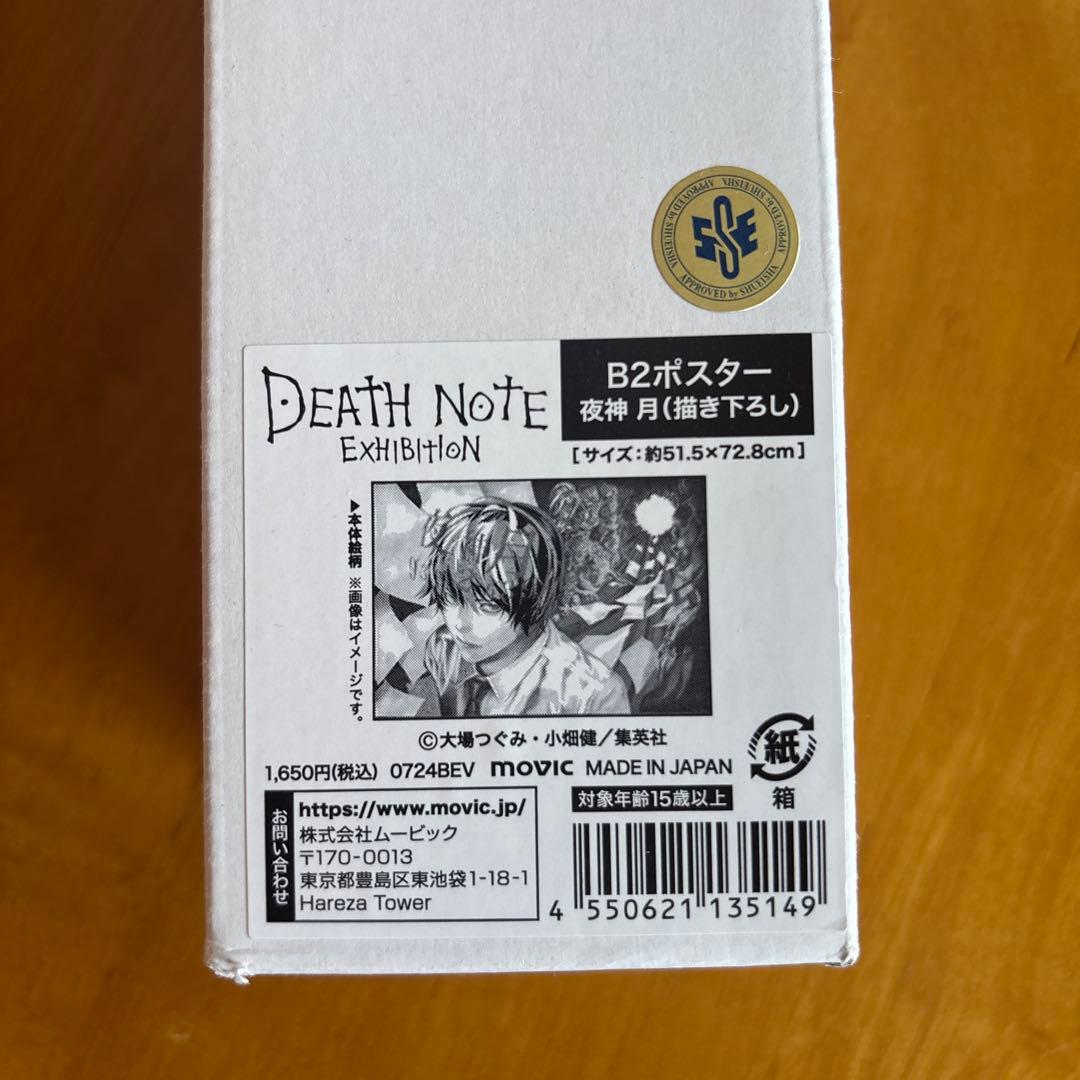 APPROVED by SHUEISHA APPROVED by SHUEISHA APPROVED by SHUEISHA
SSE
DEATH NOTE
EXHIBITION
B2ポスター
夜神 月(描き下ろし)
[サイズ:約51.5×72.8cm]
▶本体絵柄 ※画像はイメージです。
©大場つぐみ・小畑健/集英社
1,650円(税込) 0724BEV movic MADE IN JAPAN
紙
箱
対象年齢15歳以上
お問い合わせ
https://www.movic.jp/
株式会社ムービック
〒170-0013
東京都豊島区東池袋1-18-1
Hareza Tower
4 550621 135149